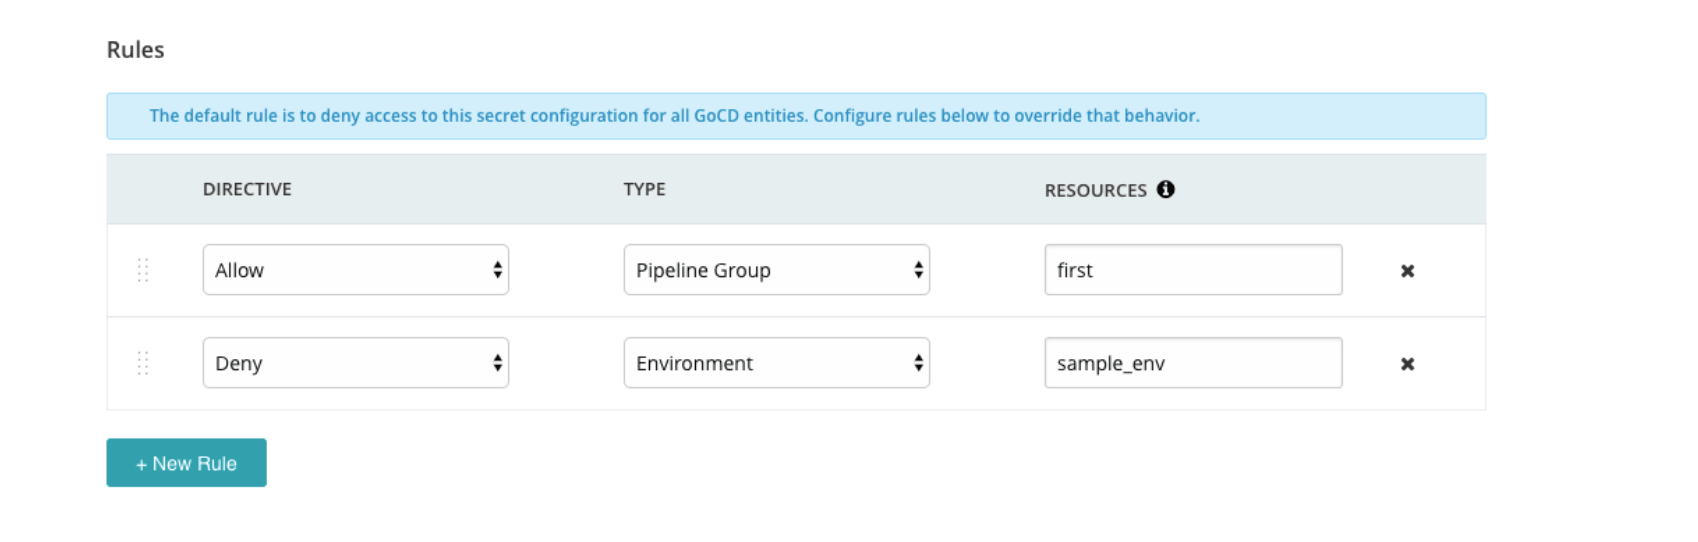 Rules
The default rule is to deny access to this secret configuration for all GoCD entities. Configure rules below to override that behavior.
DIRECTIVE TYPE RESOURCES
Allow Pipeline Group first
Deny Environment sample_env
+ New Rule